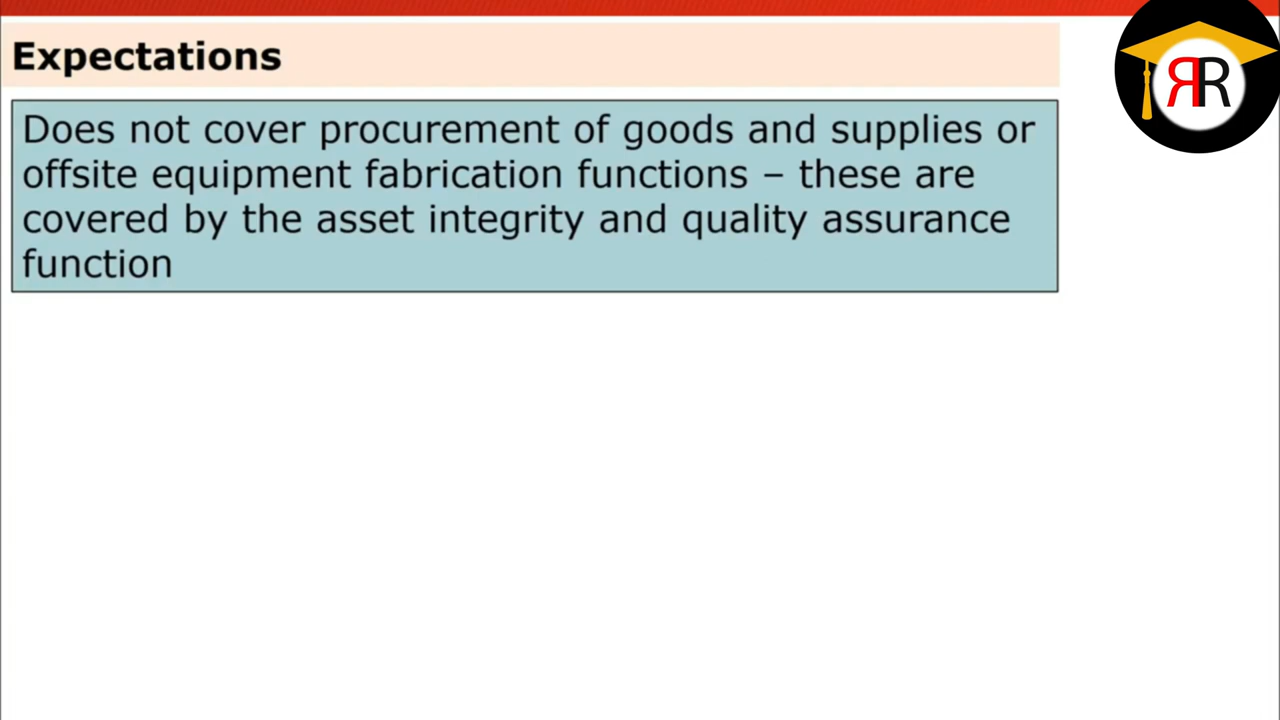 Expectations
Does not cover procurement of goods and supplies or
offsite equipment fabrication functions – these are
covered by the asset integrity and quality assurance
function
RR